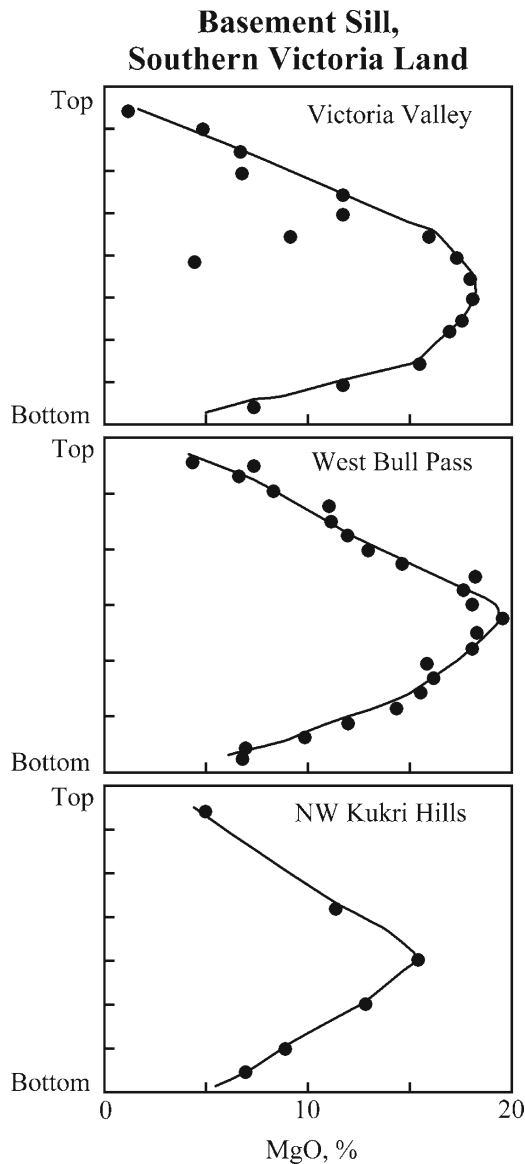 Basement Sill,
Southern Victoria Land
Top
Victoria Valley
Bottom
Top
West Bull Pass
Bottom
Top
NW Kukri Hills
Bottom
0 10 20
MgO, %